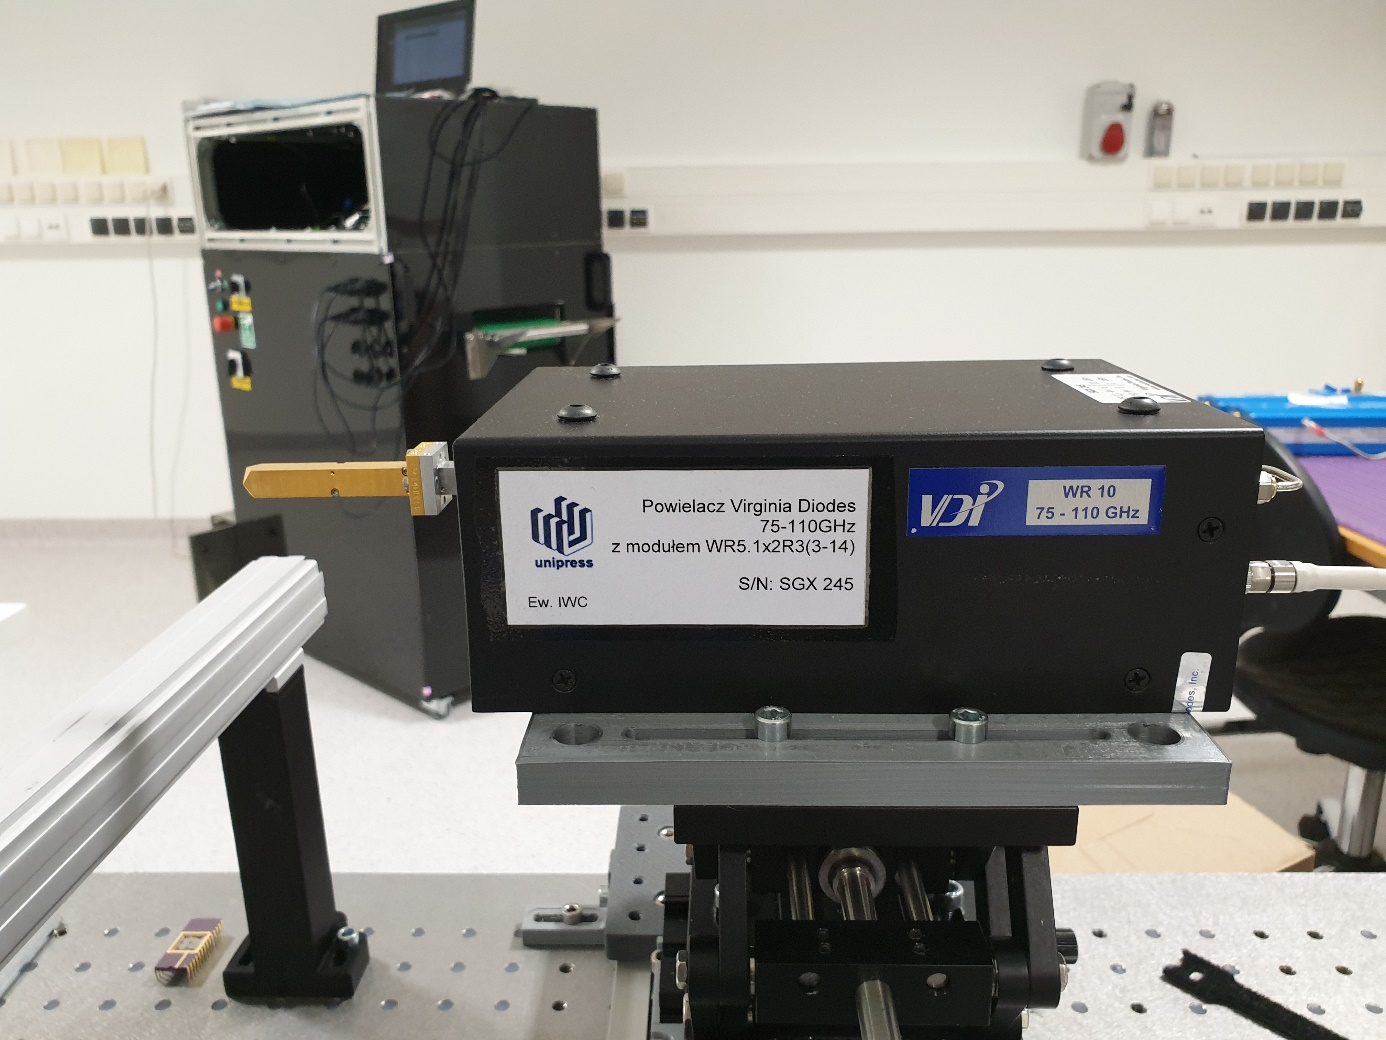 unipress
Powielacz Virginia Diodes
75-110GHz
z modułem WR5.1x2R3(3-14)
S/N: SGX 245
Ew. IWC
VDI
WR 10
75 - 110 GHz
Inc.